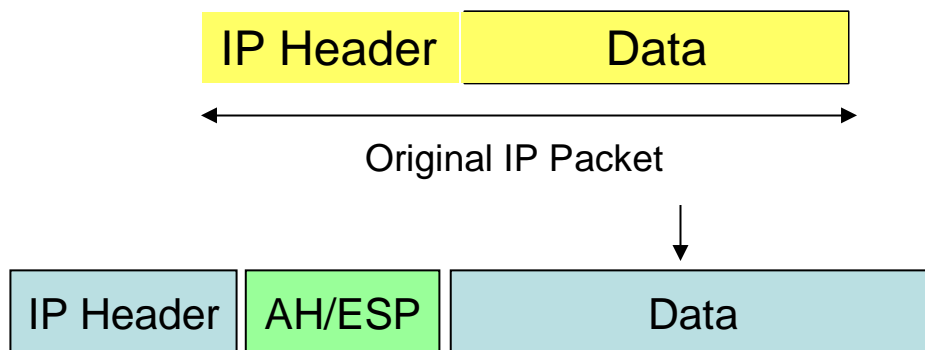 IP Header Data
Original IP Packet
IP Header AH/ESP Data